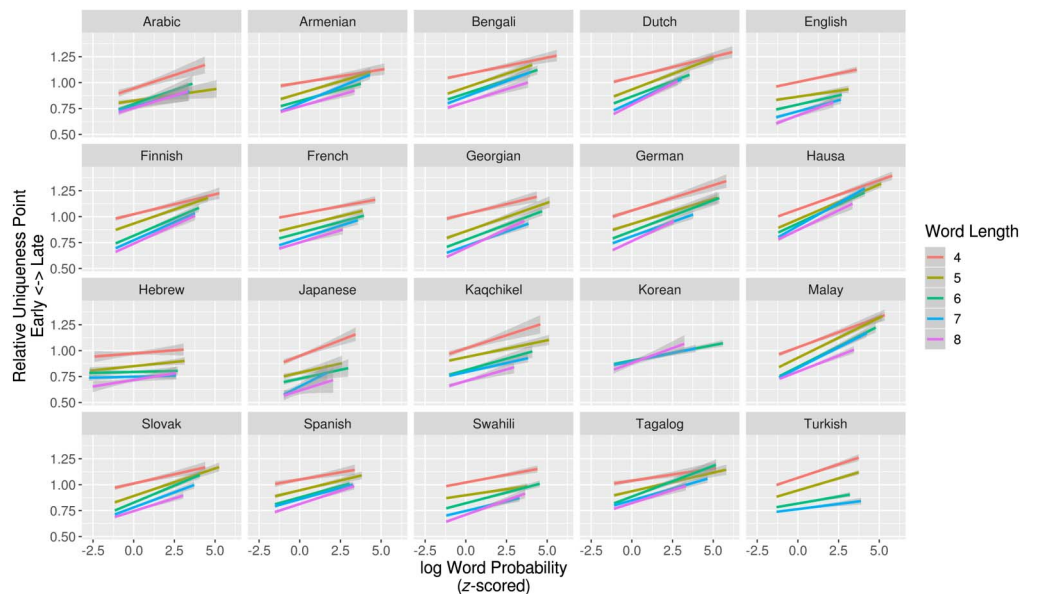 Arabic Armenian Bengali Dutch English
1.25
1.00
0.75
0.50
Finnish French Georgian German Hausa
1.25
1.00
0.75
0.50
Hebrew Japanese Kaqchikel Korean Malay
1.25
1.00
0.75
0.50
Slovak Spanish Swahili Tagalog Turkish
1.25
1.00
0.75
0.50
-2.5 0.0 2.5 5.0 -2.5 0.0 2.5 5.0 -2.5 0.0 2.5 5.0 -2.5 0.0 2.5 5.0 -2.5 0.0 2.5 5.0
log Word Probability
(z-scored)
Relative Uniqueness Point
Early <-> Late
Word Length
4
5
6
7
8